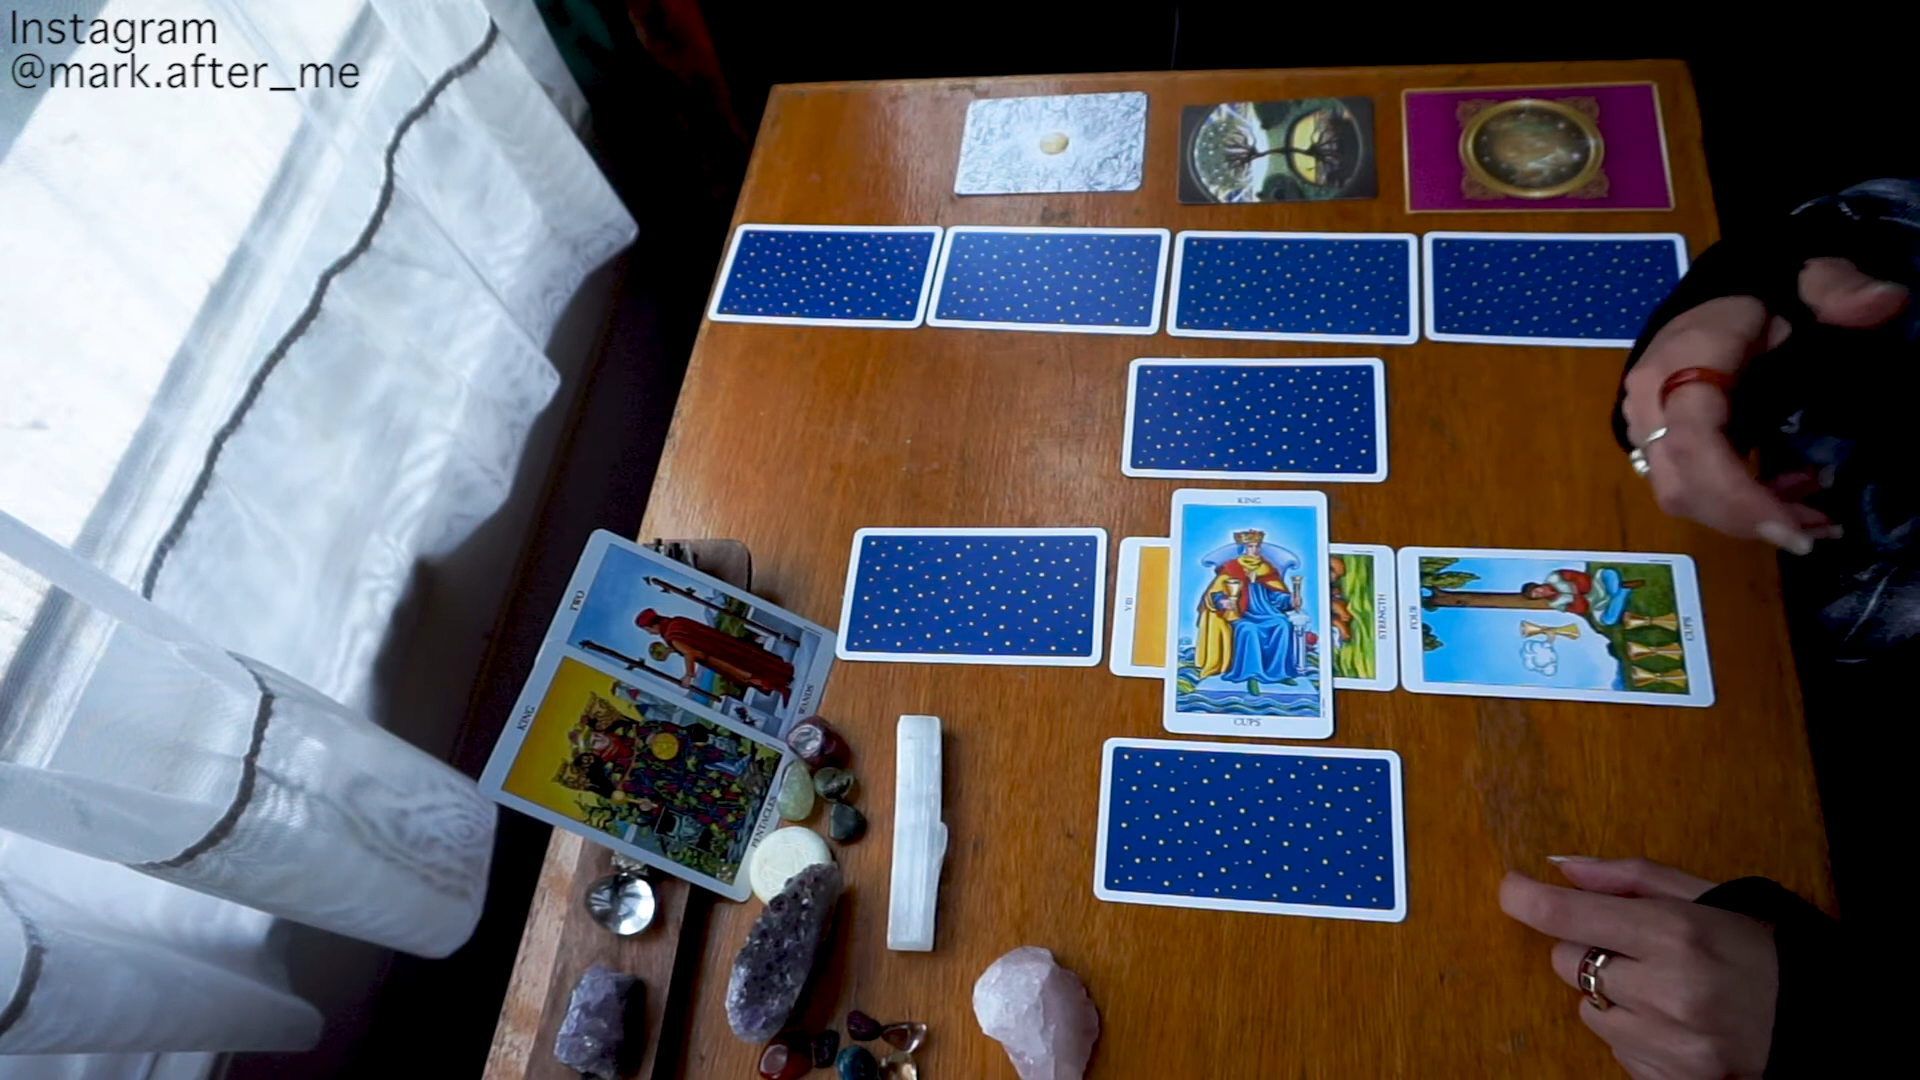 Instagram
@mark.after_me
KING
CUPS
VIII
STRENGTH
FOUR
CUPS
TWO
WANDS
KING
PENTACLES